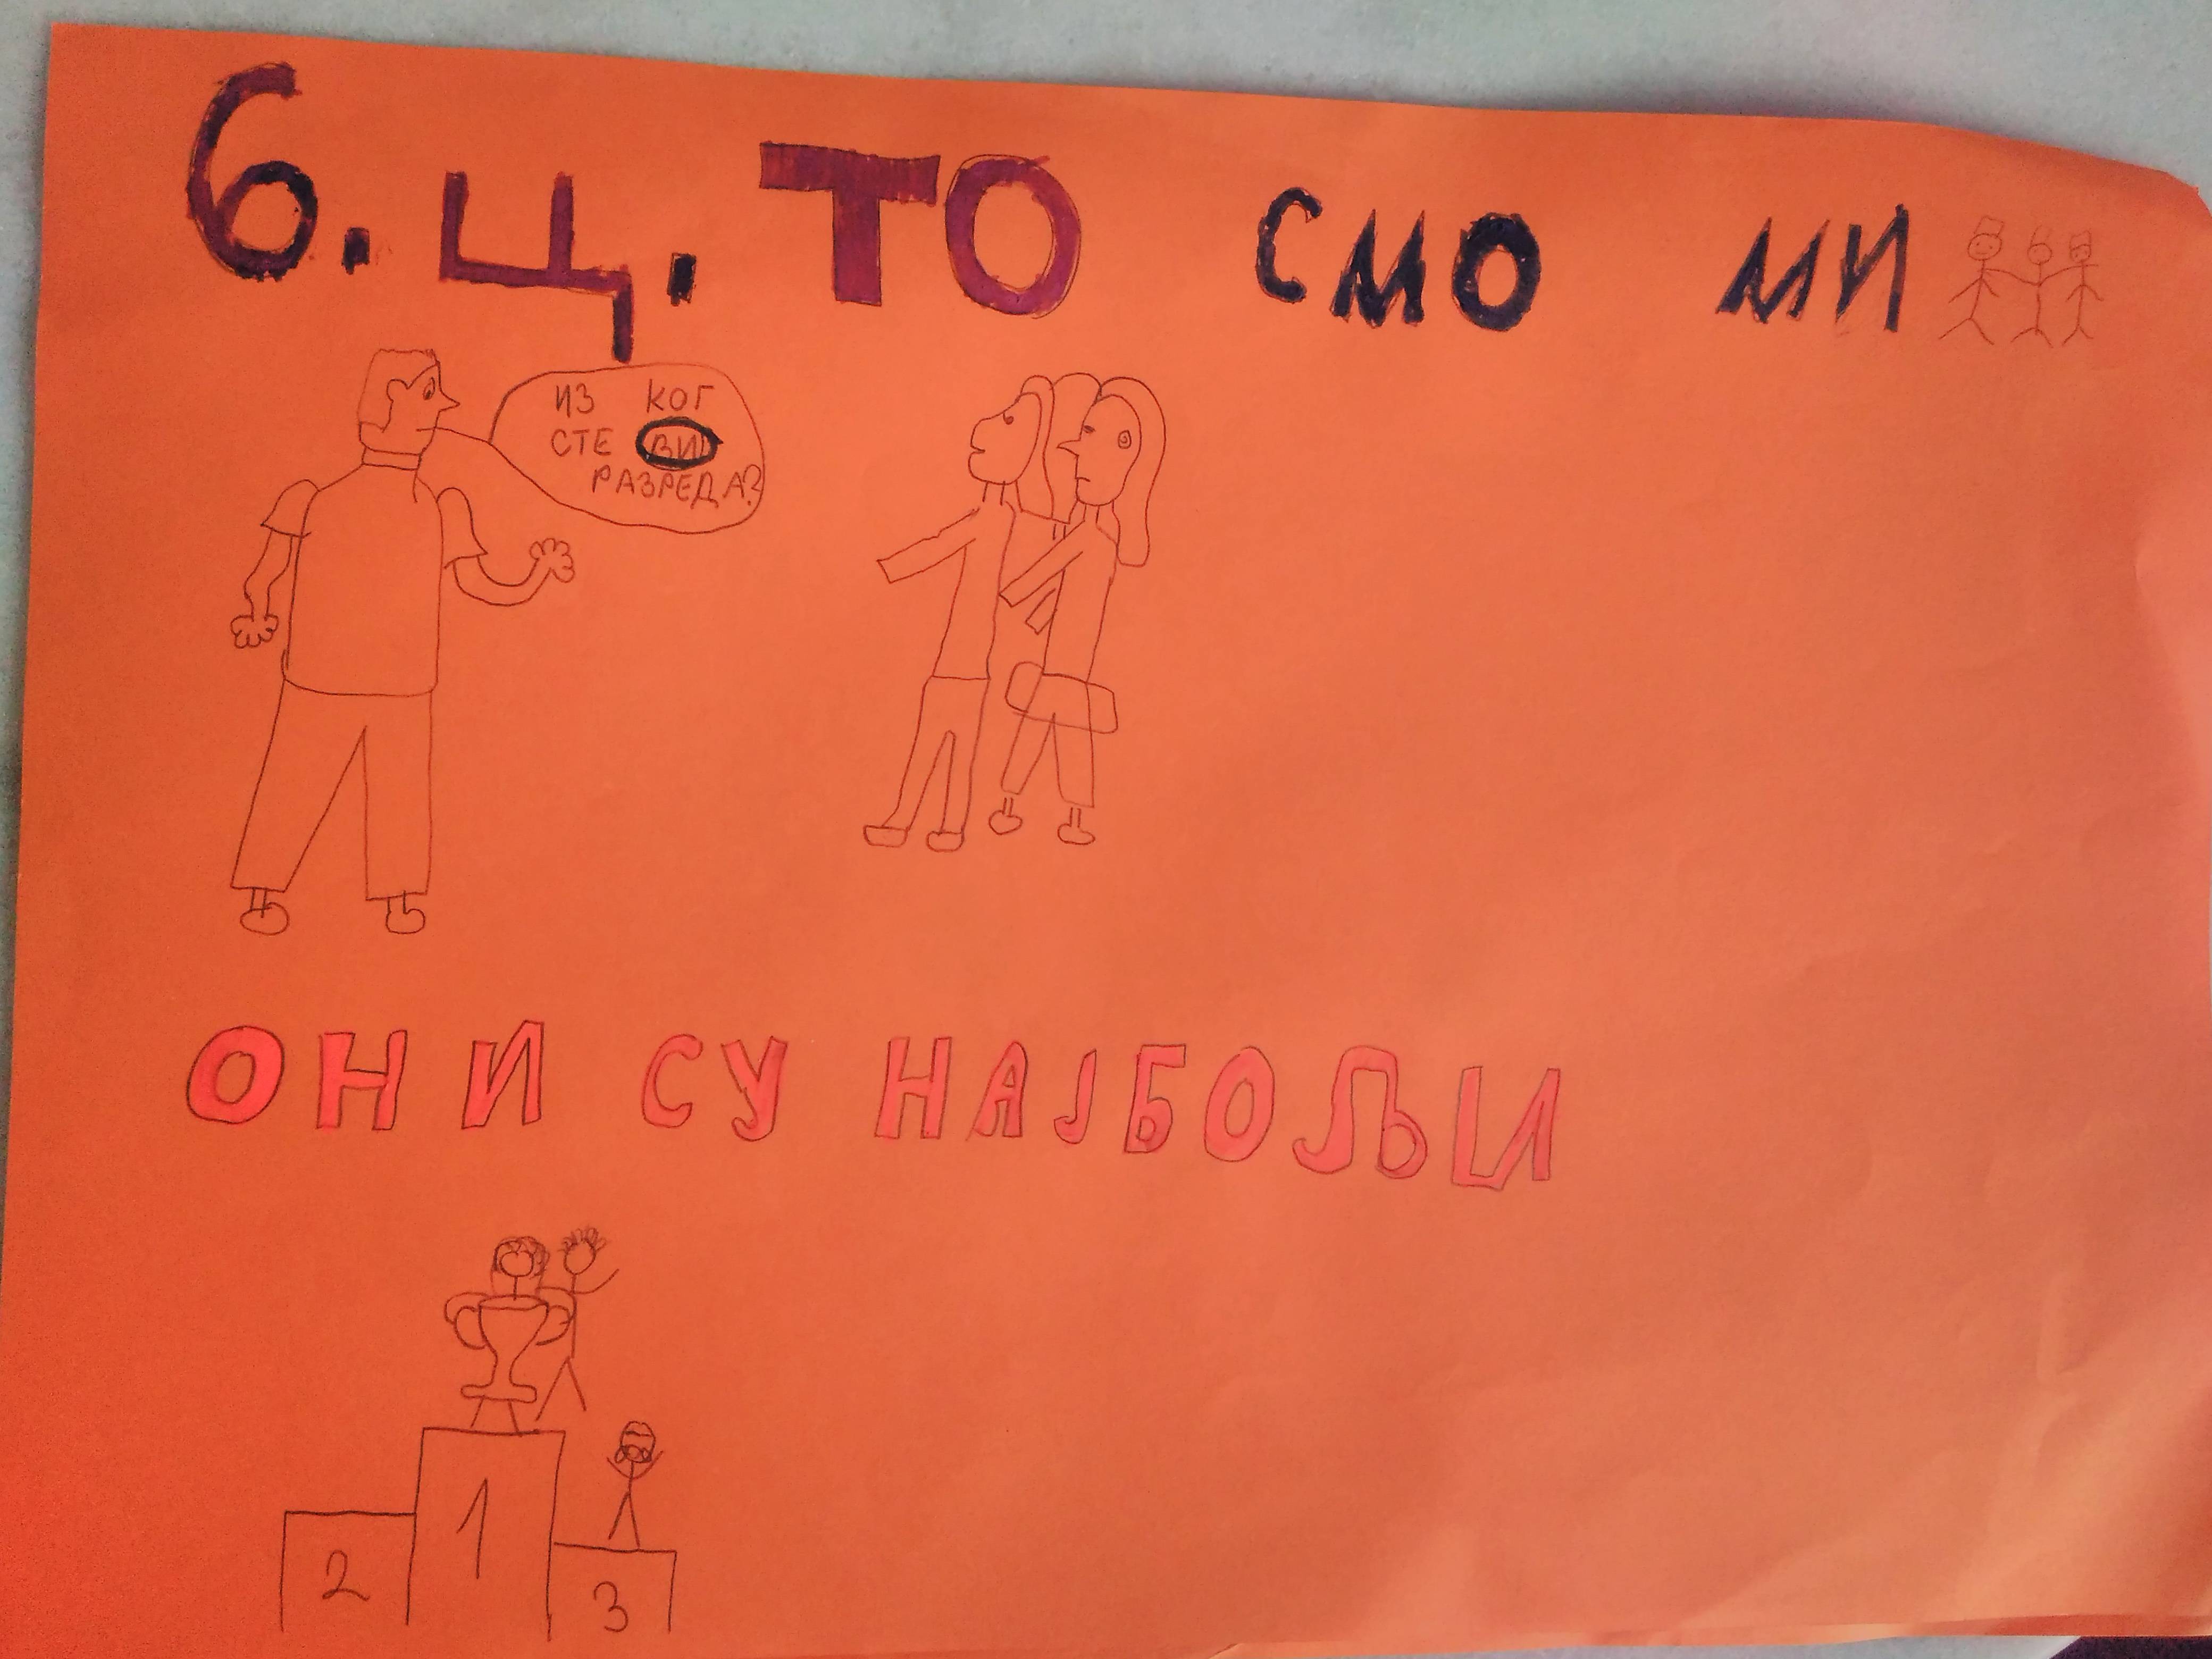 6. Ц. ТО СМО МИ
ИЗ КОГ
СТЕ ВИ
РАЗРЕДА?
ОНИ СУ НАЈБОЉИ
1
2
3